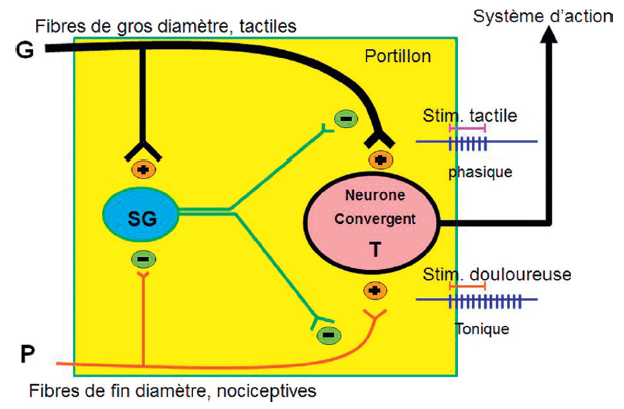 Système d'action
Fibres de gros diamètre, tactiles
G
Portillon
-
Stim. tactile
+
+
phasique
Neurone
Convergent
T
SG
-
Stim. douloureuse
+
Tonique
-
P
Fibres de fin diamètre, nociceptives